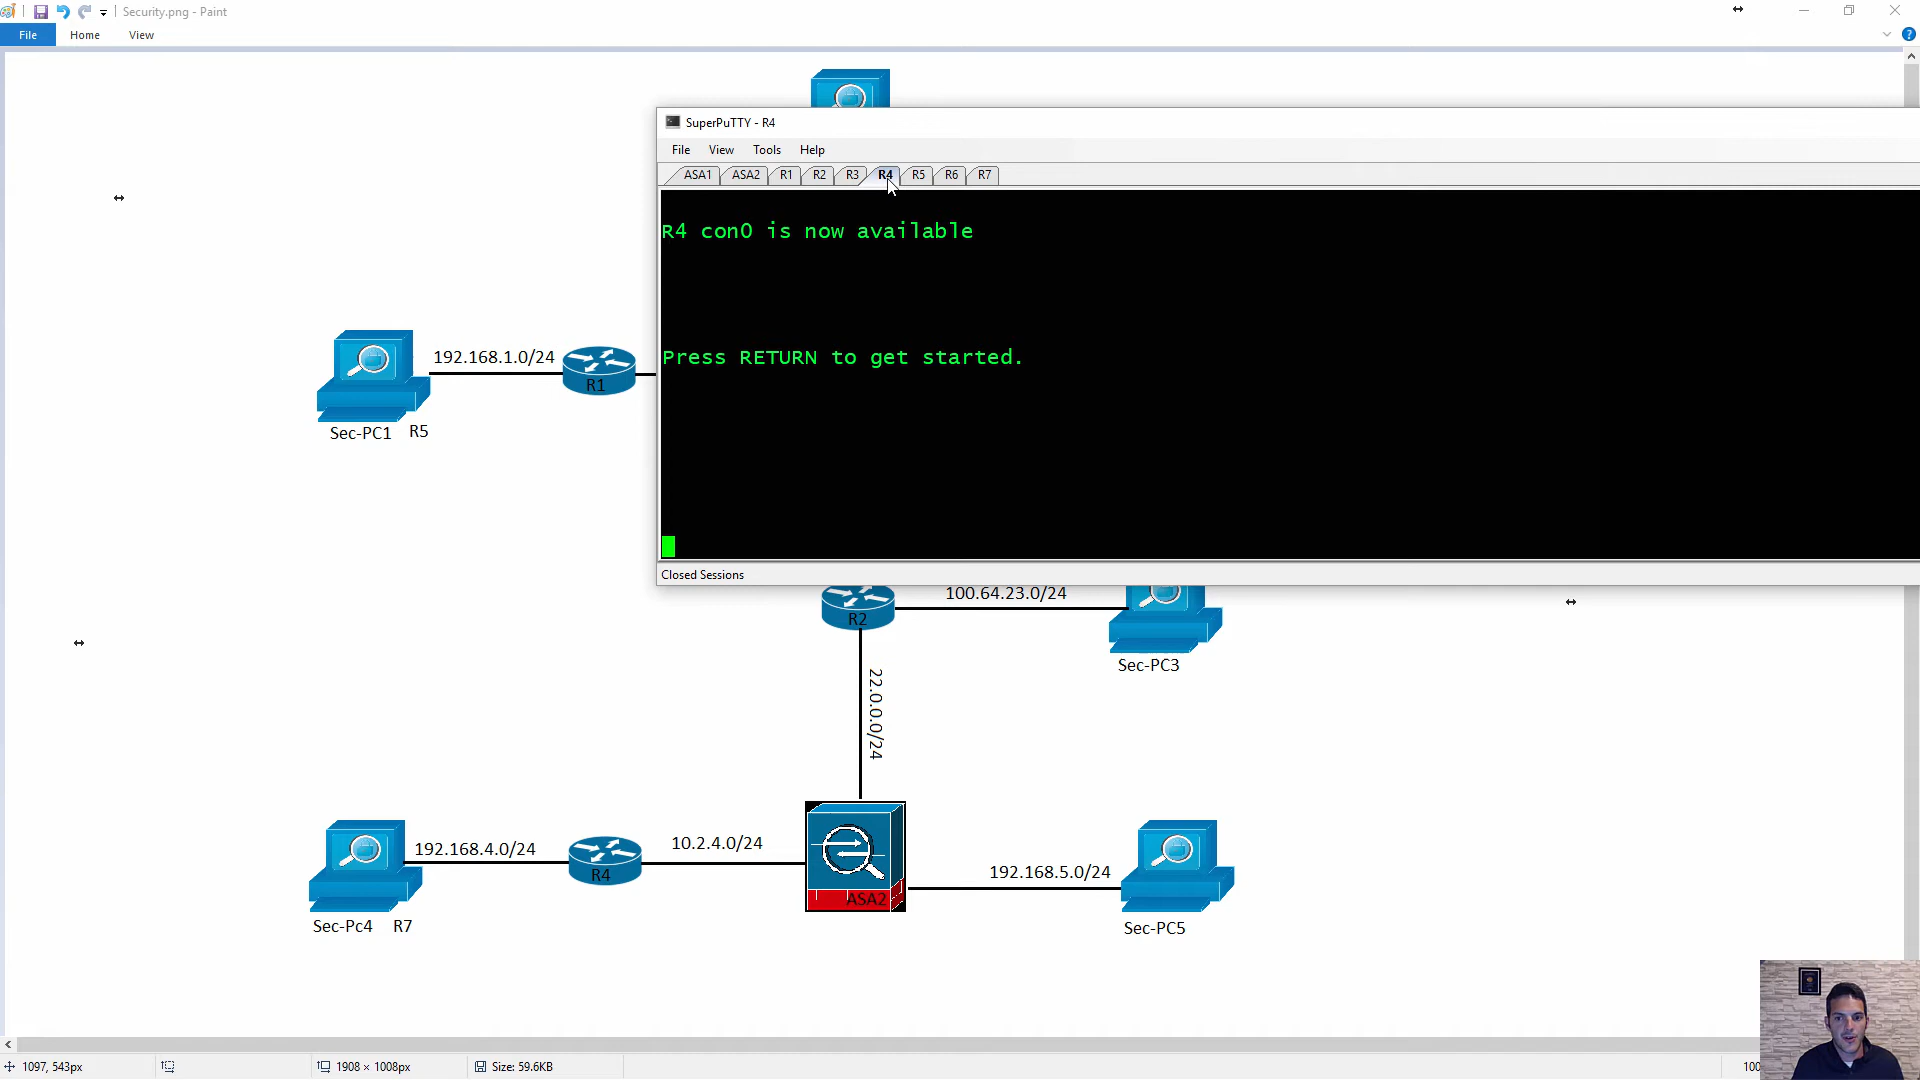 Security.png - Paint
File Home View
SuperPuTTY - R4
File View Tools Help
ASA1 ASA2 R1 R2 R3 R4 R5 R6 R7
R4 con0 is now available
Press RETURN to get started.
Closed Sessions
192.168.1.0/24
R1
Sec-PC1 R5
100.64.23.0/24
R2
Sec-PC3
22.0.0.0/24
192.168.4.0/24
R4
10.2.4.0/24
ASA2
192.168.5.0/24
Sec-Pc4 R7
Sec-PC5
1097, 543px
1908 × 1008px
Size: 59.6KB